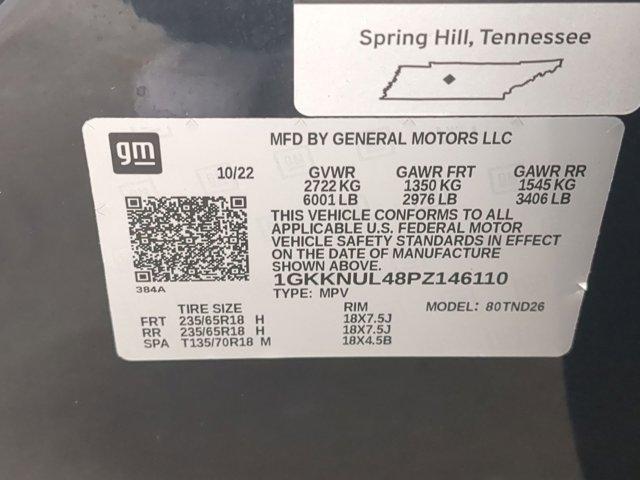 Spring Hill, Tennessee
gm
MFD BY GENERAL MOTORS LLC
10/22 GVWR GAWR FRT GAWR RR
2722 KG 1350 KG 1545 KG
6001 LB 2976 LB 3406 LB
THIS VEHICLE CONFORMS TO ALL
APPLICABLE U.S. FEDERAL MOTOR
VEHICLE SAFETY STANDARDS IN EFFECT
ON THE DATE OF MANUFACTURE
SHOWN ABOVE.
384A
1GKKNUL48PZ146110
TYPE: MPV
TIRE SIZE RIM MODEL: 80TND26
FRT 235/65R18 H 18X7.5J
RR 235/65R18 H 18X7.5J
SPA T135/70R18 M 18X4.5B